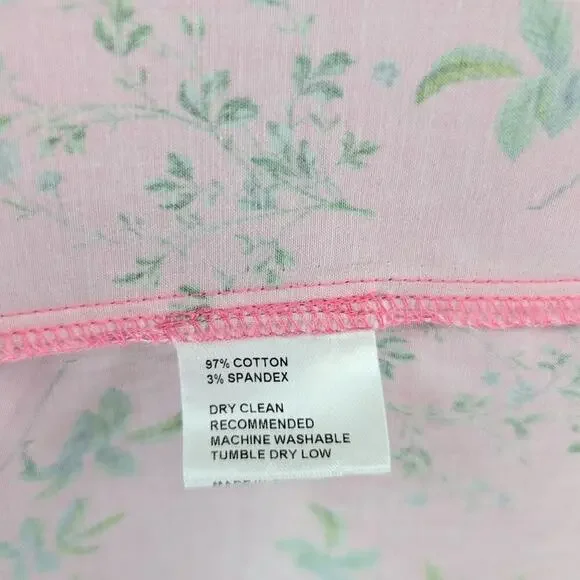 97% COTTON
3% SPANDEX
DRY CLEAN
RECOMMENDED
MACHINE WASHABLE
TUMBLE DRY LOW